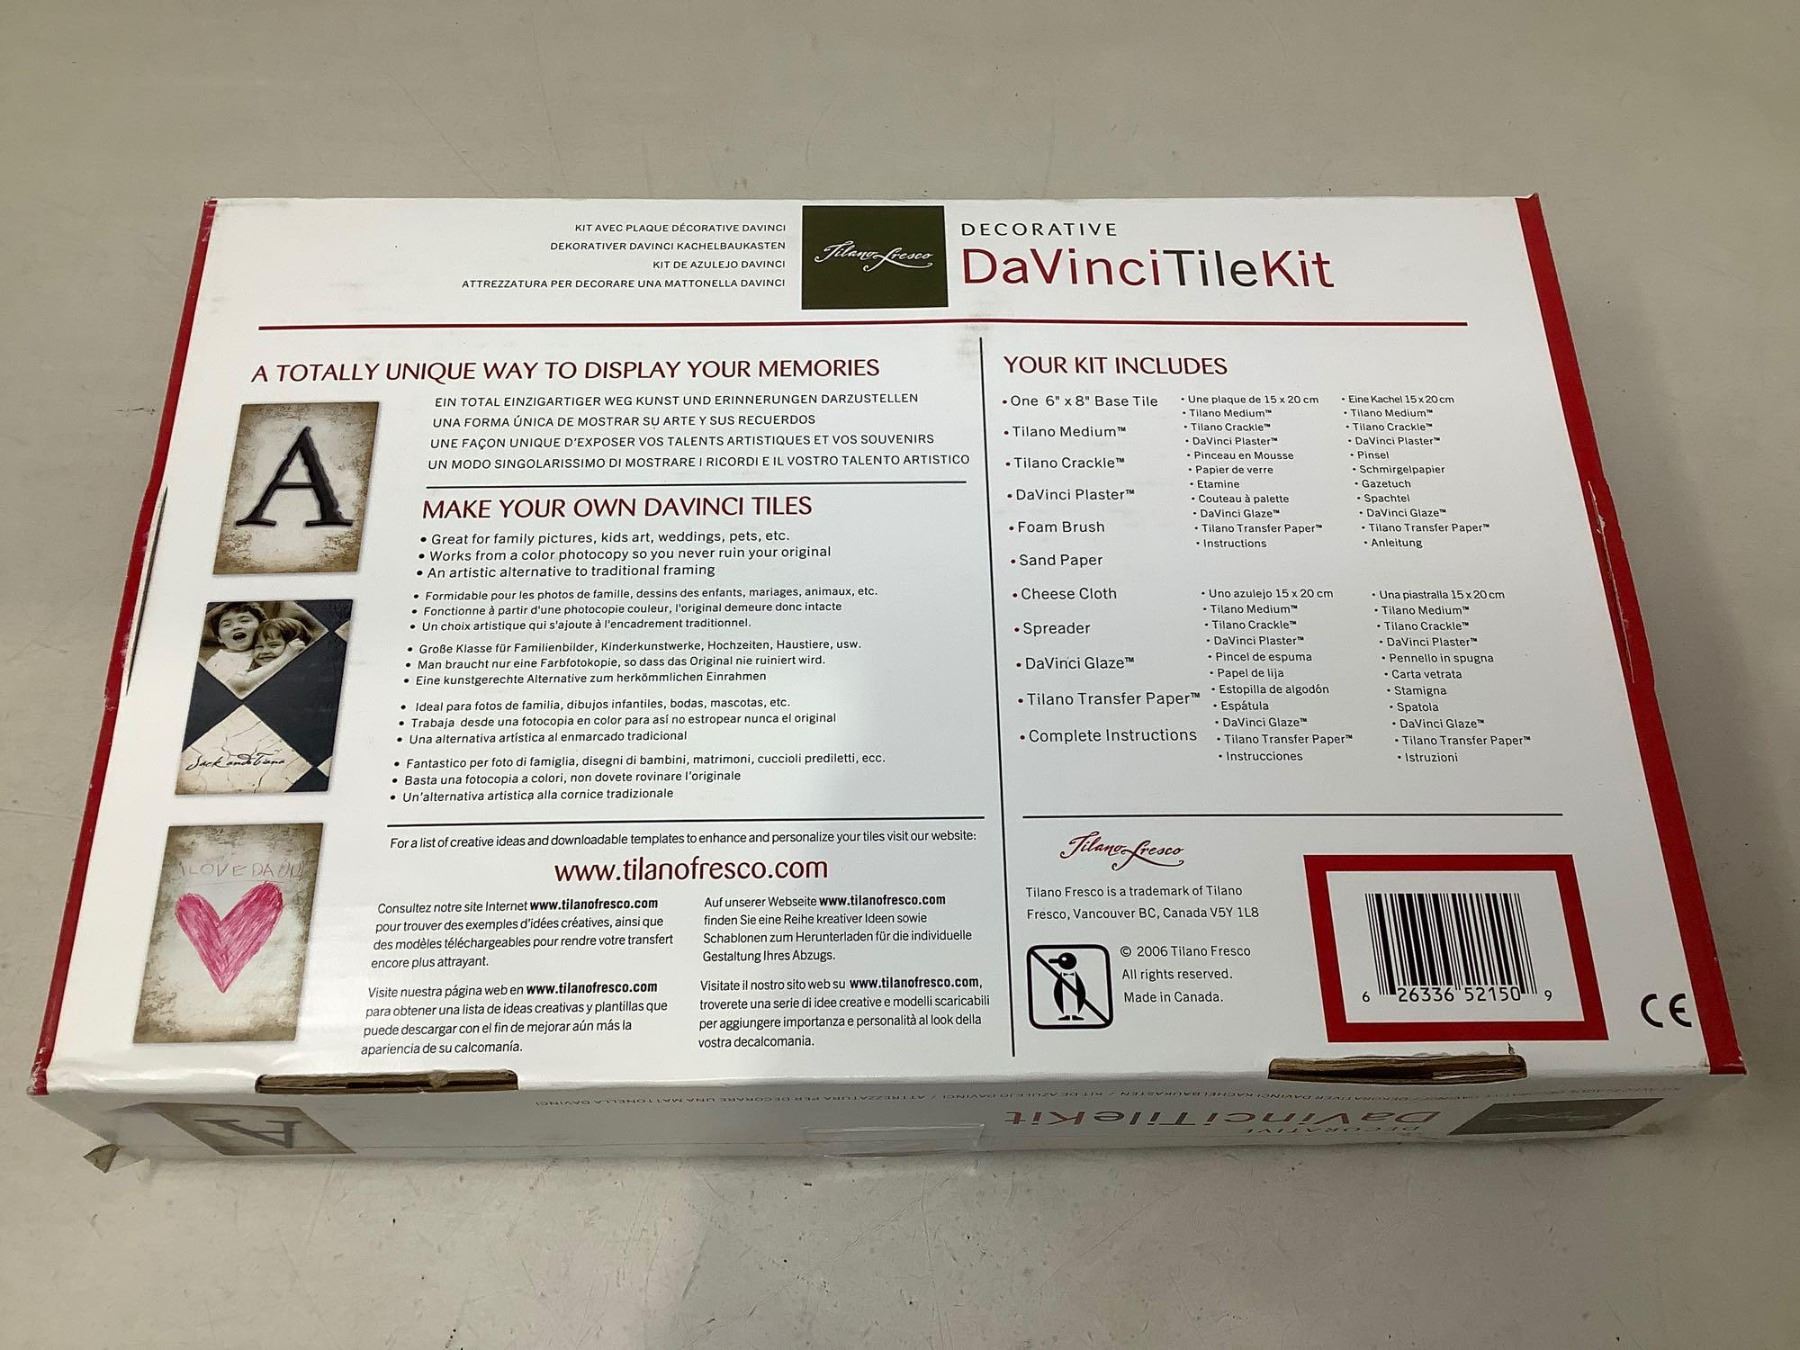 KIT AVEC PLAQUE DÉCORATIVE DAVINCI
DEKORATIVER DAVINCI KACHELBAUKASTEN
KIT DE AZULEJO DAVINCI
ATTREZZATURA PER DECORARE UNA MATTONELLA DAVINCI
Tilano Fresco
DECORATIVE
DaVinciTileKit
A TOTALLY UNIQUE WAY TO DISPLAY YOUR MEMORIES
EIN TOTAL EINZIGARTIGER WEG KUNST UND ERINNERUNGEN DARZUSTELLEN
UNA FORMA ÚNICA DE MOSTRAR SU ARTE Y SUS RECUERDOS
UNE FAÇON UNIQUE D'EXPOSER VOS TALENTS ARTISTIQUES ET VOS SOUVENIRS
UN MODO SINGOLARISSIMO DI MOSTRARE I RICORDI E IL VOSTRO TALENTO ARTISTICO
A
MAKE YOUR OWN DAVINCI TILES
• Great for family pictures, kids art, weddings, pets, etc.
• Works from a color photocopy so you never ruin your original
• An artistic alternative to traditional framing
• Formidable pour les photos de famille, dessins des enfants, mariages, animaux, etc.
• Fonctionne à partir d'une photocopie couleur, l'original demeure donc intacte
• Un choix artistique qui s'ajoute à l'encadrement traditionnel.
• Große Klasse für Familienbilder, Kinderkunstwerke, Hochzeiten, Haustiere, usw.
• Man braucht nur eine Farbfotokopie, so dass das Original nie ruiniert wird.
• Eine kunstgerechte Alternative zum herkömmlichen Einrahmen
• Ideal para fotos de familia, dibujos infantiles, bodas, mascotas, etc.
• Trabaja desde una fotocopia en color para así no estropear nunca el original
• Una alternativa artística al enmarcado tradicional
• Fantastico per foto di famiglia, disegni di bambini, matrimoni, cuccioli prediletti, ecc.
• Basta una fotocopia a colori, non dovete rovinare l'originale
• Un'alternativa artistica alla cornice tradizionale
Jack and Tiana
I LOVE DA
For a list of creative ideas and downloadable templates to enhance and personalize your tiles visit our website:
www.tilanofresco.com
Consultez notre site Internet www.tilanofresco.com
pour trouver des exemples d'idées créatives, ainsi que
des modèles téléchargeables pour rendre votre transfert
encore plus attrayant.
Visite nuestra página web en www.tilanofresco.com
para obtener una lista de ideas creativas y plantillas que
puede descargar con el fin de mejorar aún más la
apariencia de su calcomanía.
Auf unserer Webseite www.tilanofresco.com
finden Sie eine Reihe kreativer Ideen sowie
Schablonen zum Herunterladen für die individuelle
Gestaltung Ihres Abzugs.
Visitate il nostro sito web su www.tilanofresco.com,
troverete una serie di idee creative e modelli scaricabili
per aggiungere importanza e personalità al look della
vostra decalcomania.
YOUR KIT INCLUDES
• One 6" x 8" Base Tile
• Tilano Medium™
• Tilano Crackle™
• DaVinci Plaster™
• Foam Brush
• Sand Paper
• Cheese Cloth
• Spreader
• DaVinci Glaze™
• Tilano Transfer Paper™
• Complete Instructions
• Une plaque de 15 x 20 cm
• Tilano Medium™
• Tilano Crackle™
• DaVinci Plaster™
• Pinceau en Mousse
• Papier de verre
• Etamine
• Couteau à palette
• DaVinci Glaze™
• Tilano Transfer Paper™
• Instructions
• Eine Kachel 15 x 20 cm
• Tilano Medium™
• Tilano Crackle™
• DaVinci Plaster™
• Pinsel
• Schmirgelpapier
• Gazetuch
• Spachtel
• DaVinci Glaze™
• Tilano Transfer Paper™
• Anleitung
• Uno azulejo 15 x 20 cm
• Tilano Medium™
• Tilano Crackle™
• DaVinci Plaster™
• Pincel de espuma
• Papel de lija
• Estopilla de algodón
• Espátula
• DaVinci Glaze™
• Tilano Transfer Paper™
• Instrucciones
• Una piastralla 15 x 20 cm
• Tilano Medium™
• Tilano Crackle™
• DaVinci Plaster™
• Pennello in spugna
• Carta vetrata
• Stamigna
• Spatola
• DaVinci Glaze™
• Tilano Transfer Paper™
• Istruzioni
Tilano Fresco
Tilano Fresco is a trademark of Tilano
Fresco, Vancouver BC, Canada V5Y 1L8
© 2006 Tilano Fresco
All rights reserved.
Made in Canada.
6 26336 52150 9
CE
DECORATIVE
DaVinciTileKit
DEKORATIVER DAVINCI KACHELBAUKASTEN / KIT DE AZULEJO DAVINCI / ATTREZZATURA PER DECORARE UNA MATTONELLA DAVINCI
A